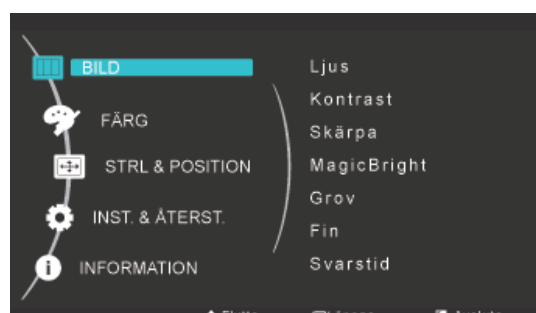 BILD
FÄRG
STRL & POSITION
INST. & ÅTERST.
INFORMATION
Ljus
Kontrast
Skärpa
MagicBright
Grov
Fin
Svarstid